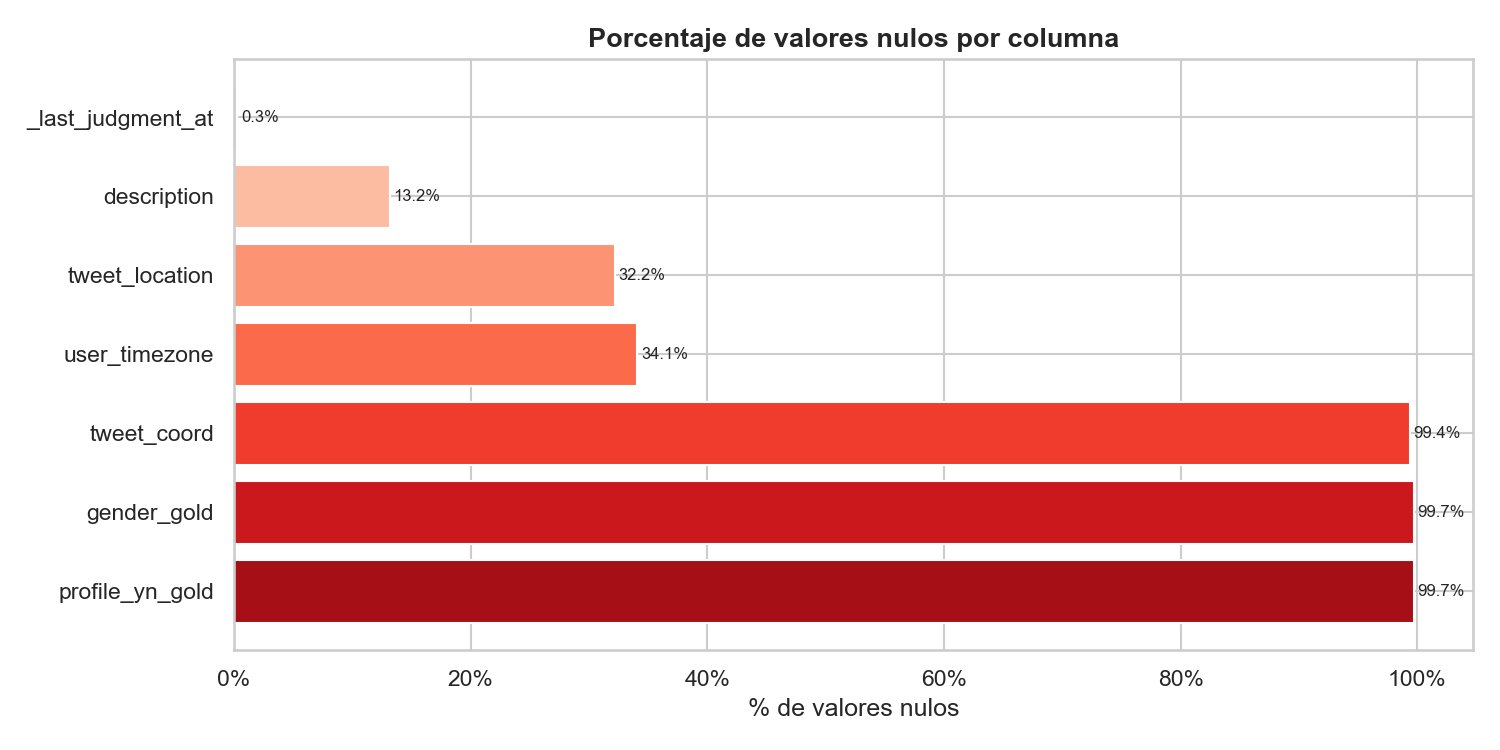 Porcentaje de valores nulos por columna
_last_judgment_at
0.3%
description
13.2%
tweet_location
32.2%
user_timezone
34.1%
tweet_coord
99.4%
gender_gold
99.7%
profile_yn_gold
99.7%
0% 20% 40% 60% 80% 100%
% de valores nulos